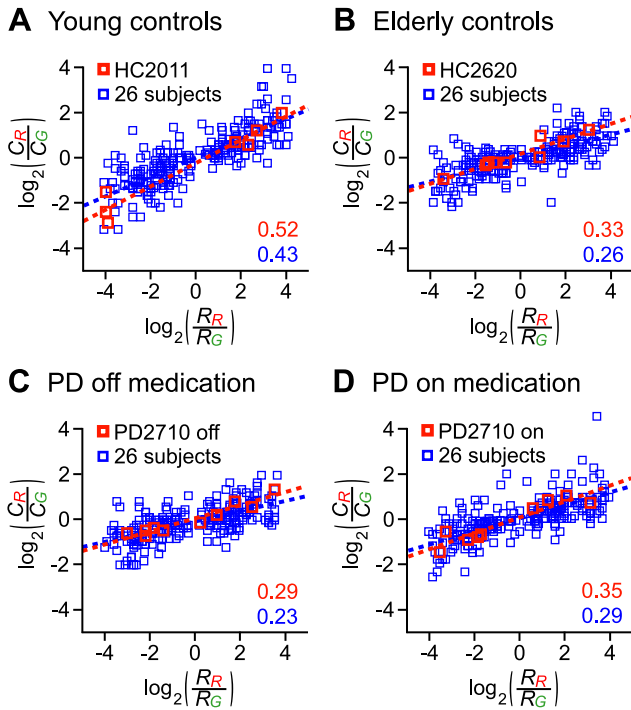 A Young controls
4
2
0
-2
-4
log2(CR/CG)
HC2011
26 subjects
0.52
0.43
-4 -2 0 2 4
log2(RR/RG)
B Elderly controls
4
2
0
-2
-4
log2(CR/CG)
HC2620
26 subjects
0.33
0.26
-4 -2 0 2 4
log2(RR/RG)
C PD off medication
4
2
0
-2
-4
log2(CR/CG)
PD2710 off
26 subjects
0.29
0.23
-4 -2 0 2 4
log2(RR/RG)
D PD on medication
4
2
0
-2
-4
log2(CR/CG)
PD2710 on
26 subjects
0.35
0.29
-4 -2 0 2 4
log2(RR/RG)